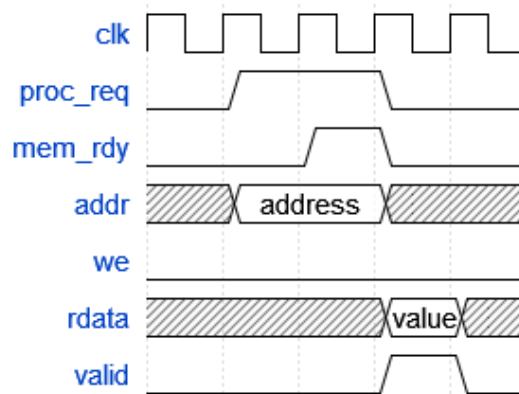 clk
proc_req
mem_rdy
addr address
we
rdata value
valid